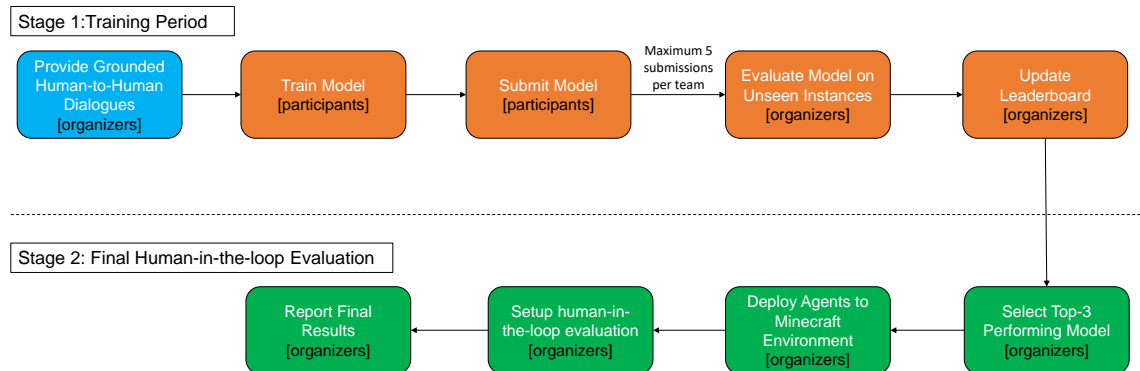 Stage 1:Training Period
Provide Grounded
Human-to-Human
Dialogues
[organizers]
Train Model
[participants]
Submit Model
[participants]
Maximum 5
submissions
per team
Evaluate Model on
Unseen Instances
[organizers]
Update
Leaderboard
[organizers]
Stage 2: Final Human-in-the-loop Evaluation
Report Final
Results
[organizers]
Setup human-in-
the-loop evaluation
[organizers]
Deploy Agents to
Minecraft
Environment
[organizers]
Select Top-3
Performing Model
[organizers]